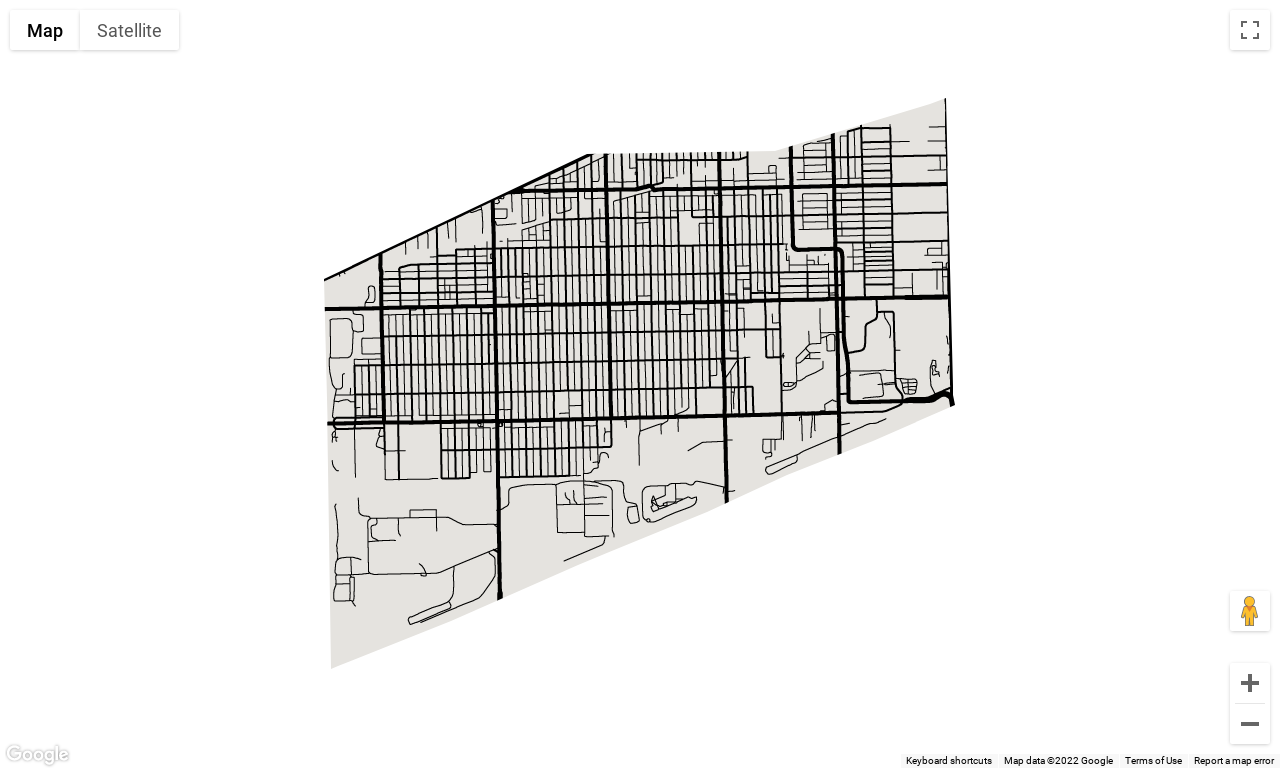 Map Satellite
Google
Keyboard shortcuts Map data ©2022 Google Terms of Use Report a map error